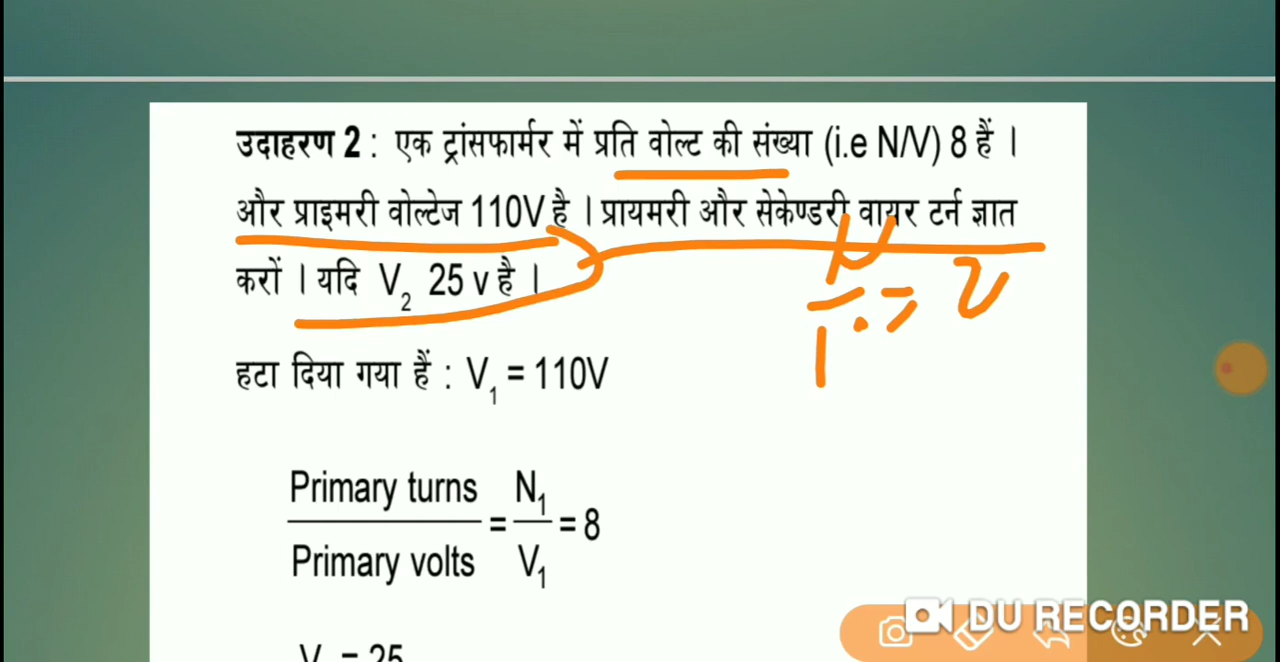 उदाहरण 2 : एक ट्रांसफार्मर में प्रति वोल्ट की संख्या (i.e N/V) 8 हैं ।
और प्राइमरी वोल्टेज 110V है । प्रायमरी और सेकेण्डरी वायर टर्न ज्ञात
करों । यदि V₂ 25 v है ।
हटा दिया गया हैं : V₁ = 110V
Primary turns / Primary volts = N₁ / V₁ = 8
DU RECORDER